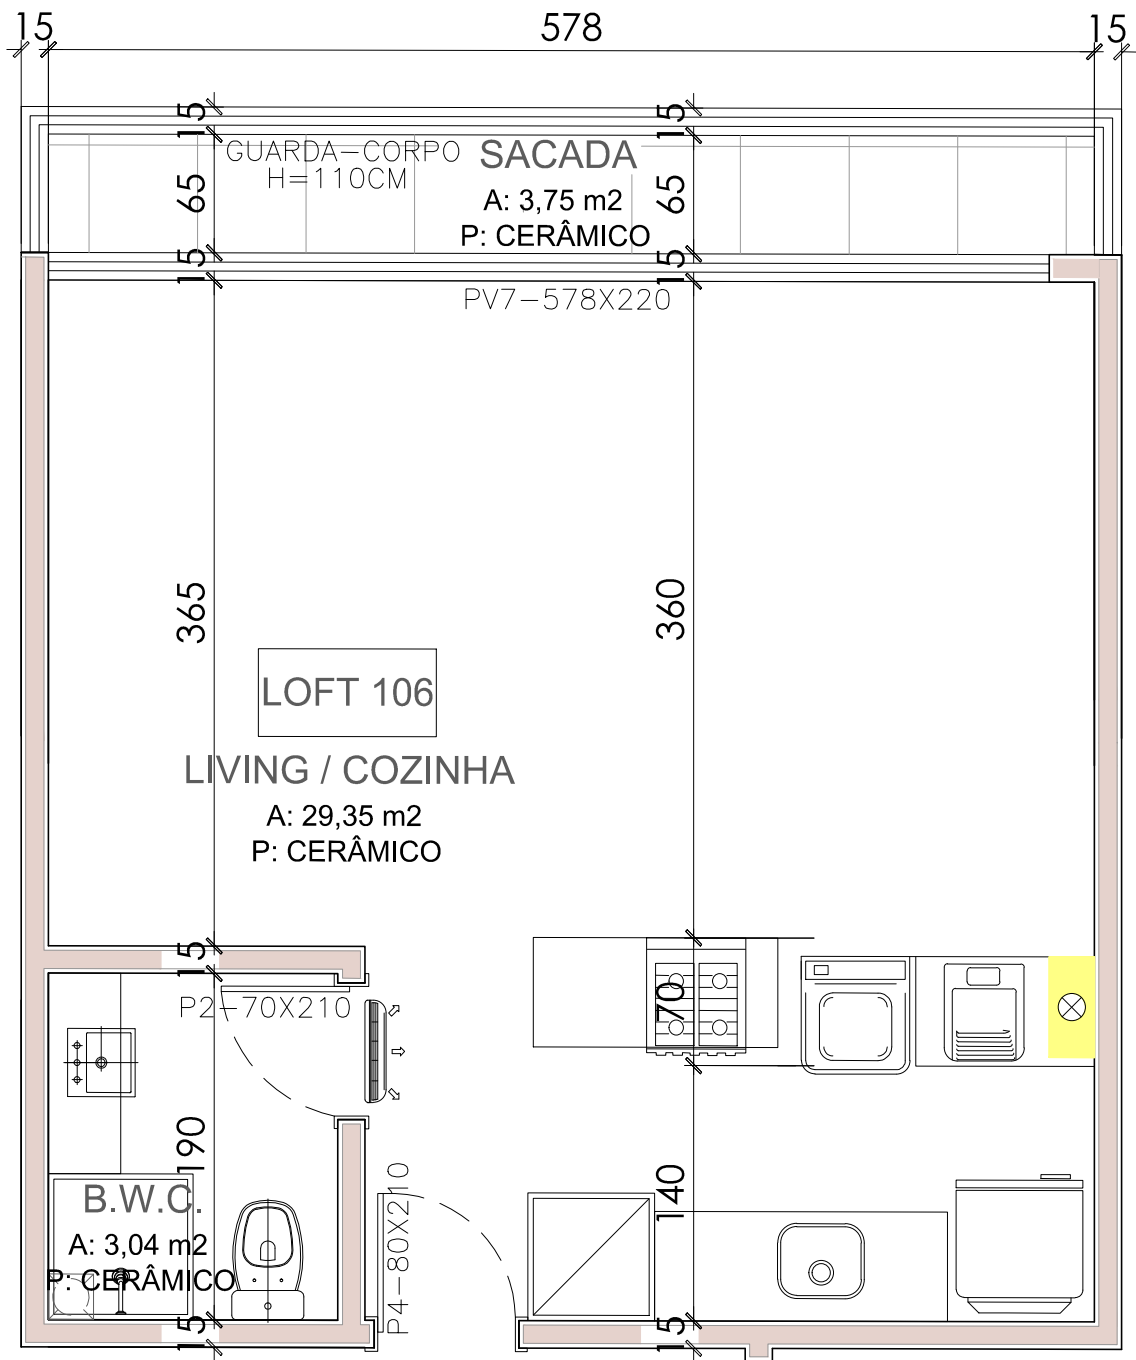 15
578
15
15
15
GUARDA-CORPO
H=110CM
SACADA
65
A: 3,75 m2
65
P: CERÂMICO
15
15
PV7-578X220
365
360
LOFT 106
LIVING / COZINHA
A: 29,35 m2
P: CERÂMICO
15
P2-70X210
70
190
P4-80X210
140
B.W.C.
A: 3,04 m2
P: CERÂMICO
15
15